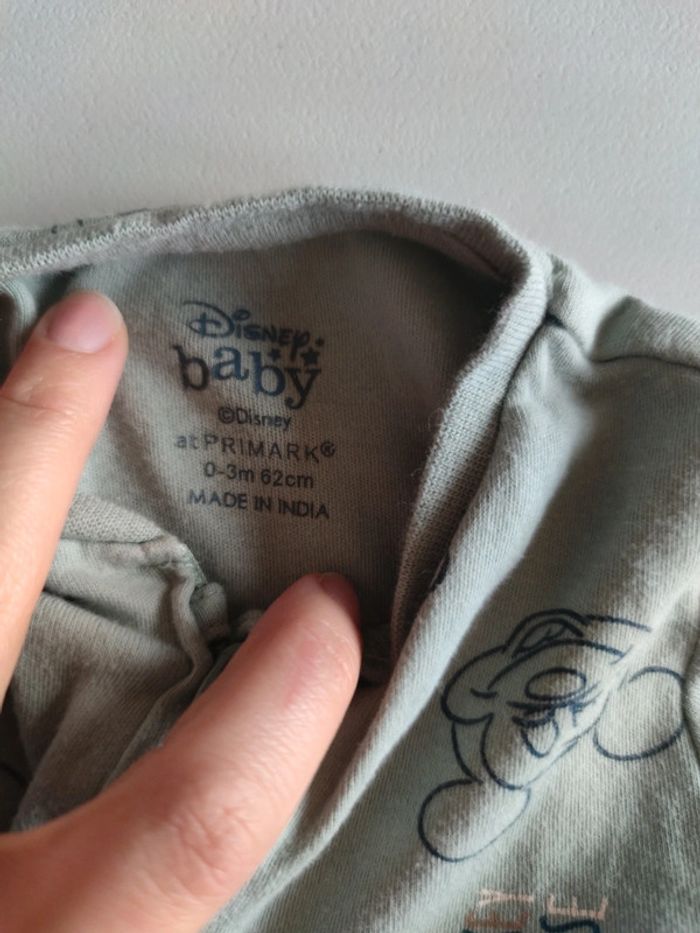 Disney
baby
©Disney
at PRIMARK®
0-3m 62cm
MADE IN INDIA